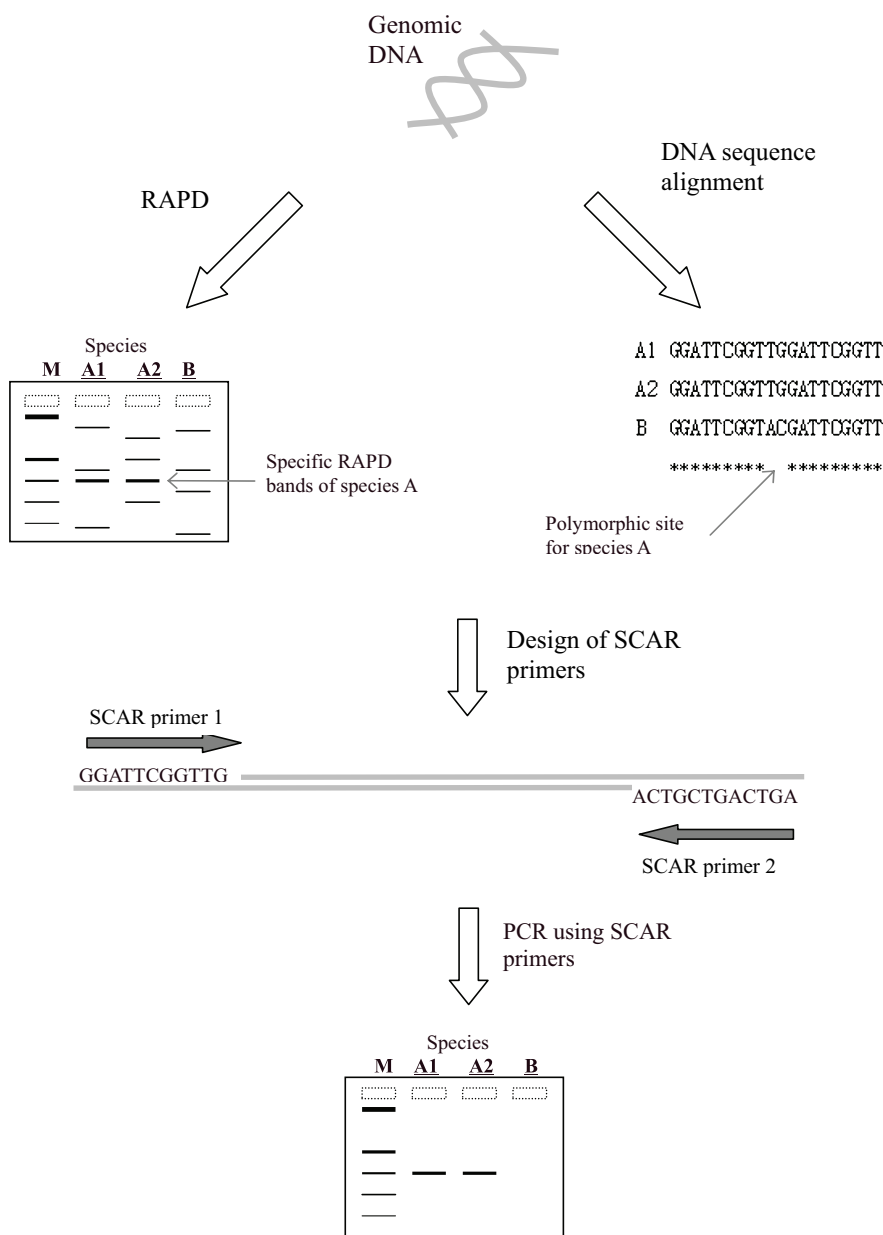 Genomic
DNA
DNA sequence
alignment
RAPD
Species
M A1 A2 B
Specific RAPD
bands of species A
A1 GGATTCGGTTGGATTCGGTT
A2 GGATTCGGTTGGATTCGGTT
B GGATTCGGTACGATTCGGTT
********* *********
Polymorphic site
for species A
Design of SCAR
primers
SCAR primer 1
GGATTCGGTTG
ACTGCTGACTGA
SCAR primer 2
PCR using SCAR
primers
Species
M A1 A2 B